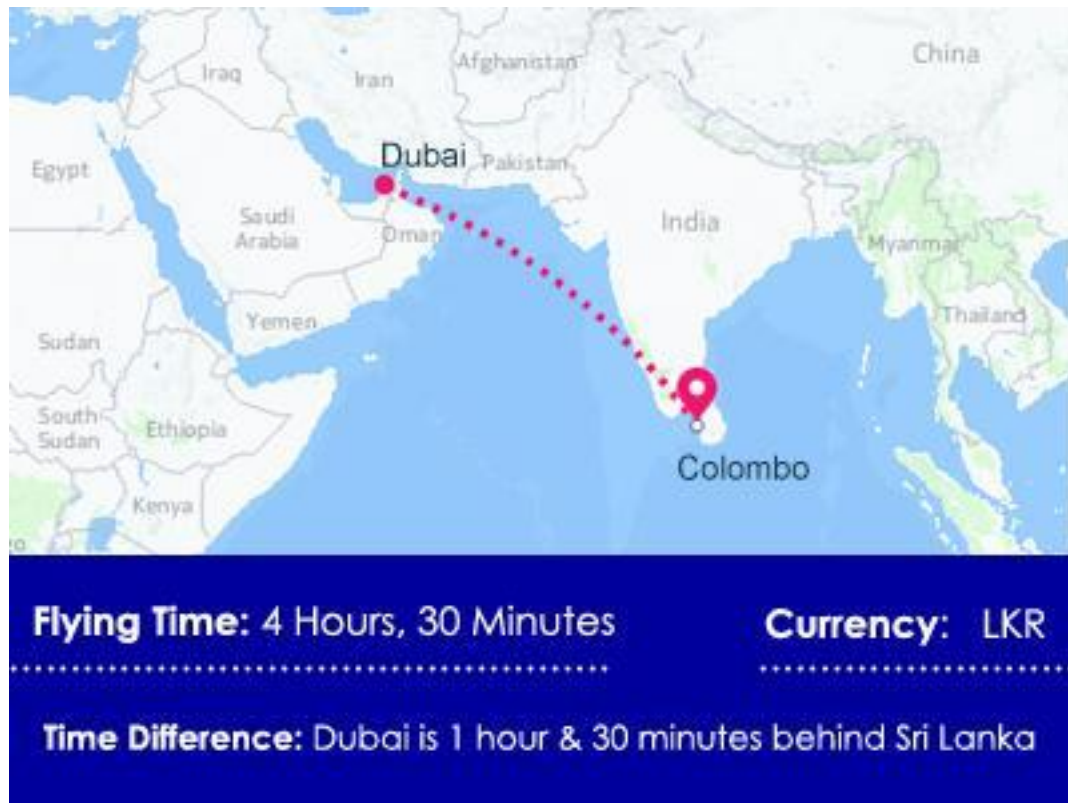 China
Afghanistan
Iraq
Iran
Dubai
Pakistan
Egypt
Saudi
Arabia
India
Oman
Myanmar
Yemen
Thailand
Sudan
South
Sudan
Ethiopia
Colombo
Kenya
Flying Time: 4 Hours, 30 Minutes
Currency: LKR
Time Difference: Dubai is 1 hour & 30 minutes behind Sri Lanka